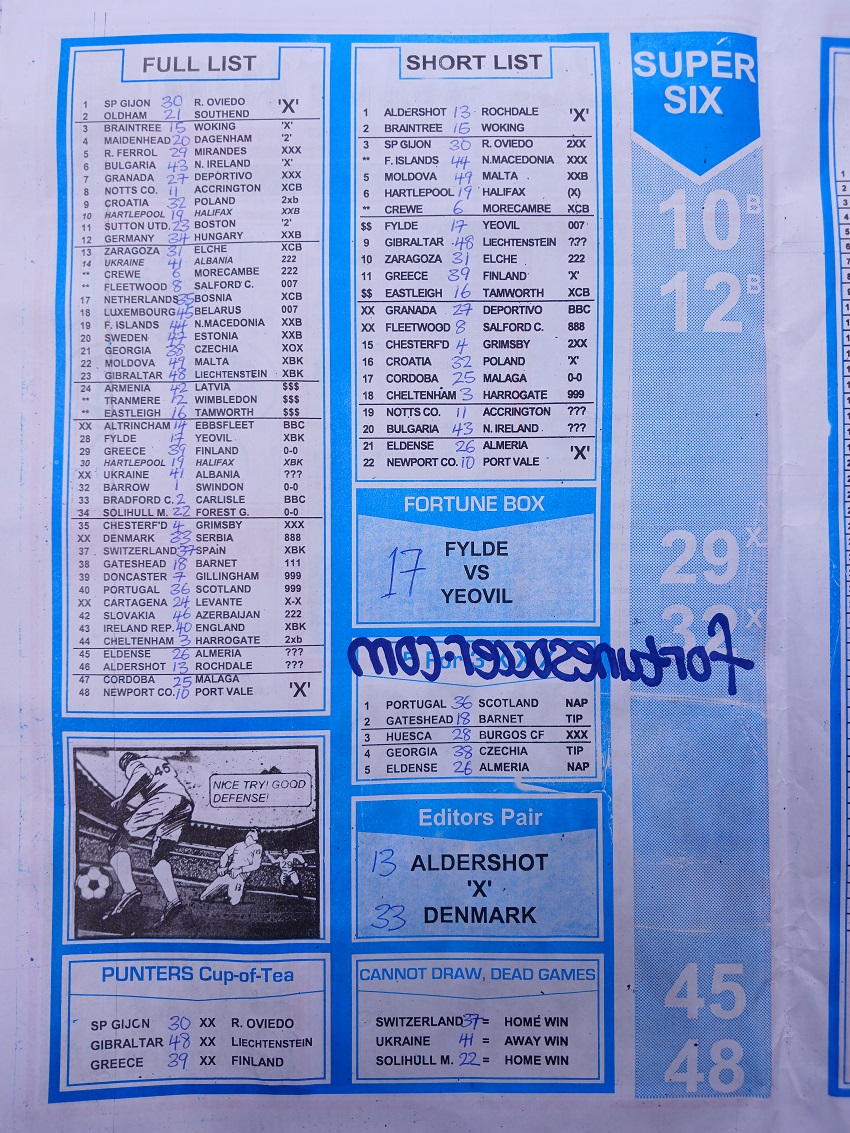 FULL LIST
1 SP GIJON 30 R. OVIEDO 'X'
2 OLDHAM 21 SOUTHEND
3 BRAINTREE 15 WOKING 'X'
4 MAIDENHEAD 20 DAGENHAM '2'
5 R. FERROL 29 MIRANDES XXX
6 BULGARIA 43 N. IRELAND 'X'
7 GRANADA 27 DEPORTIVO XXX
8 NOTTS CO. 11 ACCRINGTON XCB
9 CROATIA 32 POLAND 2xb
10 HARTLEPOOL 19 HALIFAX XXB
11 SUTTON UTD. 23 BOSTON '2'
12 GERMANY 34 HUNGARY XXB
13 ZARAGOZA 31 ELCHE XCB
14 UKRAINE 41 ALBANIA 222
** CREWE 6 MORECAMBE 222
** FLEETWOOD 8 SALFORD C. 007
17 NETHERLANDS 35 BOSNIA XCB
18 LUXEMBOURG 45 BELARUS 007
19 F. ISLANDS 44 N.MACEDONIA XXB
20 SWEDEN 47 ESTONIA XXB
21 GEORGIA 38 CZECHIA XOX
22 MOLDOVA 49 MALTA XBK
23 GIBRALTAR 48 LIECHTENSTEIN XBK
24 ARMENIA 42 LATVIA $$$
** TRANMERE 12 WIMBLEDON $$$
** EASTLEIGH 16 TAMWORTH $$$
XX ALTRINCHAM 14 EBBSFLEET BBC
28 FYLDE 17 YEOVIL XBK
29 GREECE 39 FINLAND 0-0
30 HARTLEPOOL 19 HALIFAX XBK
XX UKRAINE 41 ALBANIA ???
32 BARROW 1 SWINDON 0-0
33 BRADFORD C. 2 CARLISLE BBC
34 SOLIHULL M. 22 FOREST G. 0-0
35 CHESTERF'D 4 GRIMSBY XXX
XX DENMARK 33 SERBIA 888
37 SWITZERLAND 37 SPAIN XBK
38 GATESHEAD 18 BARNET 111
39 DONCASTER 7 GILLINGHAM 999
40 PORTUGAL 36 SCOTLAND 999
XX CARTAGENA 24 LEVANTE X-X
42 SLOVAKIA 46 AZERBAIJAN 222
43 IRELAND REP. 40 ENGLAND XBK
44 CHELTENHAM 3 HARROGATE 2xb
45 ELDENSE 26 ALMERIA ???
46 ALDERSHOT 13 ROCHDALE ???
47 CORDOBA 25 MALAGA
48 NEWPORT CO. 10 PORT VALE 'X'
45
NICE TRY! GOOD
DEFENSE!
29
13
PUNTERS Cup-of-Tea
SP GIJON 30 XX R. OVIEDO
GIBRALTAR 48 XX LIECHTENSTEIN
GREECE 39 XX FINLAND
SHORT LIST
1 ALDERSHOT 13 ROCHDALE 'X'
2 BRAINTREE 15 WOKING
3 SP GIJON 30 R. OVIEDO 2XX
** F. ISLANDS 44 N.MACEDONIA XXX
5 MOLDOVA 49 MALTA XXB
6 HARTLEPOOL 19 HALIFAX (X)
** CREWE 6 MORECAMBE XCB
$$ FYLDE 17 YEOVIL 007
9 GIBRALTAR 48 LIECHTENSTEIN ???
10 ZARAGOZA 31 ELCHE 222
11 GREECE 39 FINLAND 'X'
$$ EASTLEIGH 16 TAMWORTH XCB
XX GRANADA 27 DEPORTIVO BBC
XX FLEETWOOD 8 SALFORD C. 888
15 CHESTERF'D 4 GRIMSBY 2XX
16 CROATIA 32 POLAND 'X'
17 CORDOBA 25 MALAGA 0-0
18 CHELTENHAM 3 HARROGATE 999
19 NOTTS CO. 11 ACCRINGTON ???
20 BULGARIA 43 N. IRELAND ???
21 ELDENSE 26 ALMERIA 'X'
22 NEWPORT CO. 10 PORT VALE
FORTUNE BOX
17 FYLDE
VS
YEOVIL
Fortunesoccer.com
1 PORTUGAL 36 SCOTLAND NAP
2 GATESHEAD 18 BARNET TIP
3 HUESCA 28 BURGOS CF XXX
4 GEORGIA 38 CZECHIA TIP
5 ELDENSE 26 ALMERIA NAP
Editors Pair
13 ALDERSHOT
'X'
33 DENMARK
CANNOT DRAW, DEAD GAMES
SWITZERLAND 37 = HOME WIN
UKRAINE 41 = AWAY WIN
SOLIHULL M. 22 = HOME WIN
SUPER
SIX
10 B
12 B
29 X
32 X
45
48